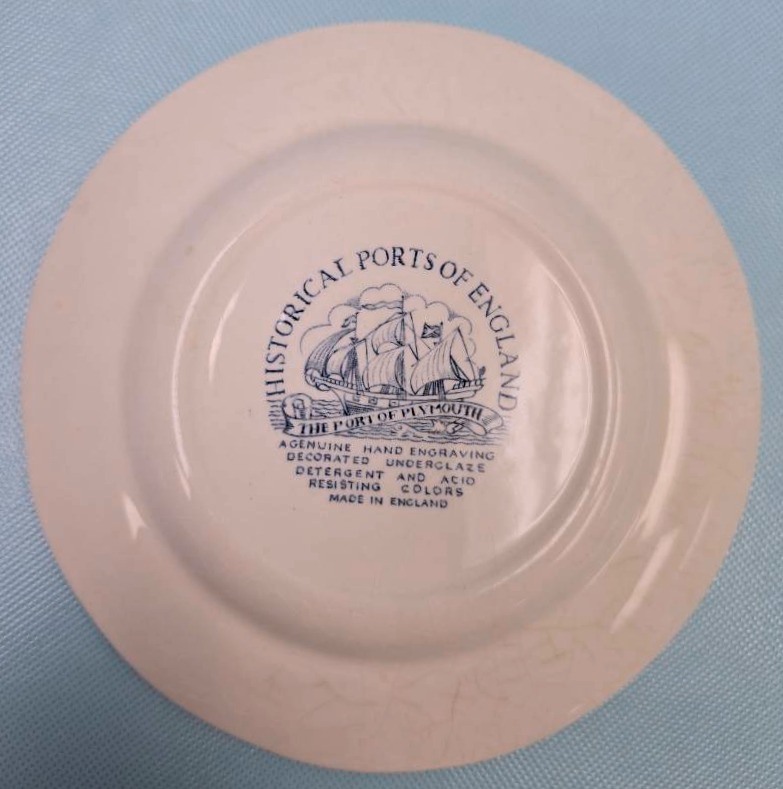 HISTORICAL PORTS OF ENGLAND
THE PORT OF PLYMOUTH
A GENUINE HAND ENGRAVING
DECORATED UNDERGLAZE
DETERGENT AND ACID
RESISTING COLORS
MADE IN ENGLAND